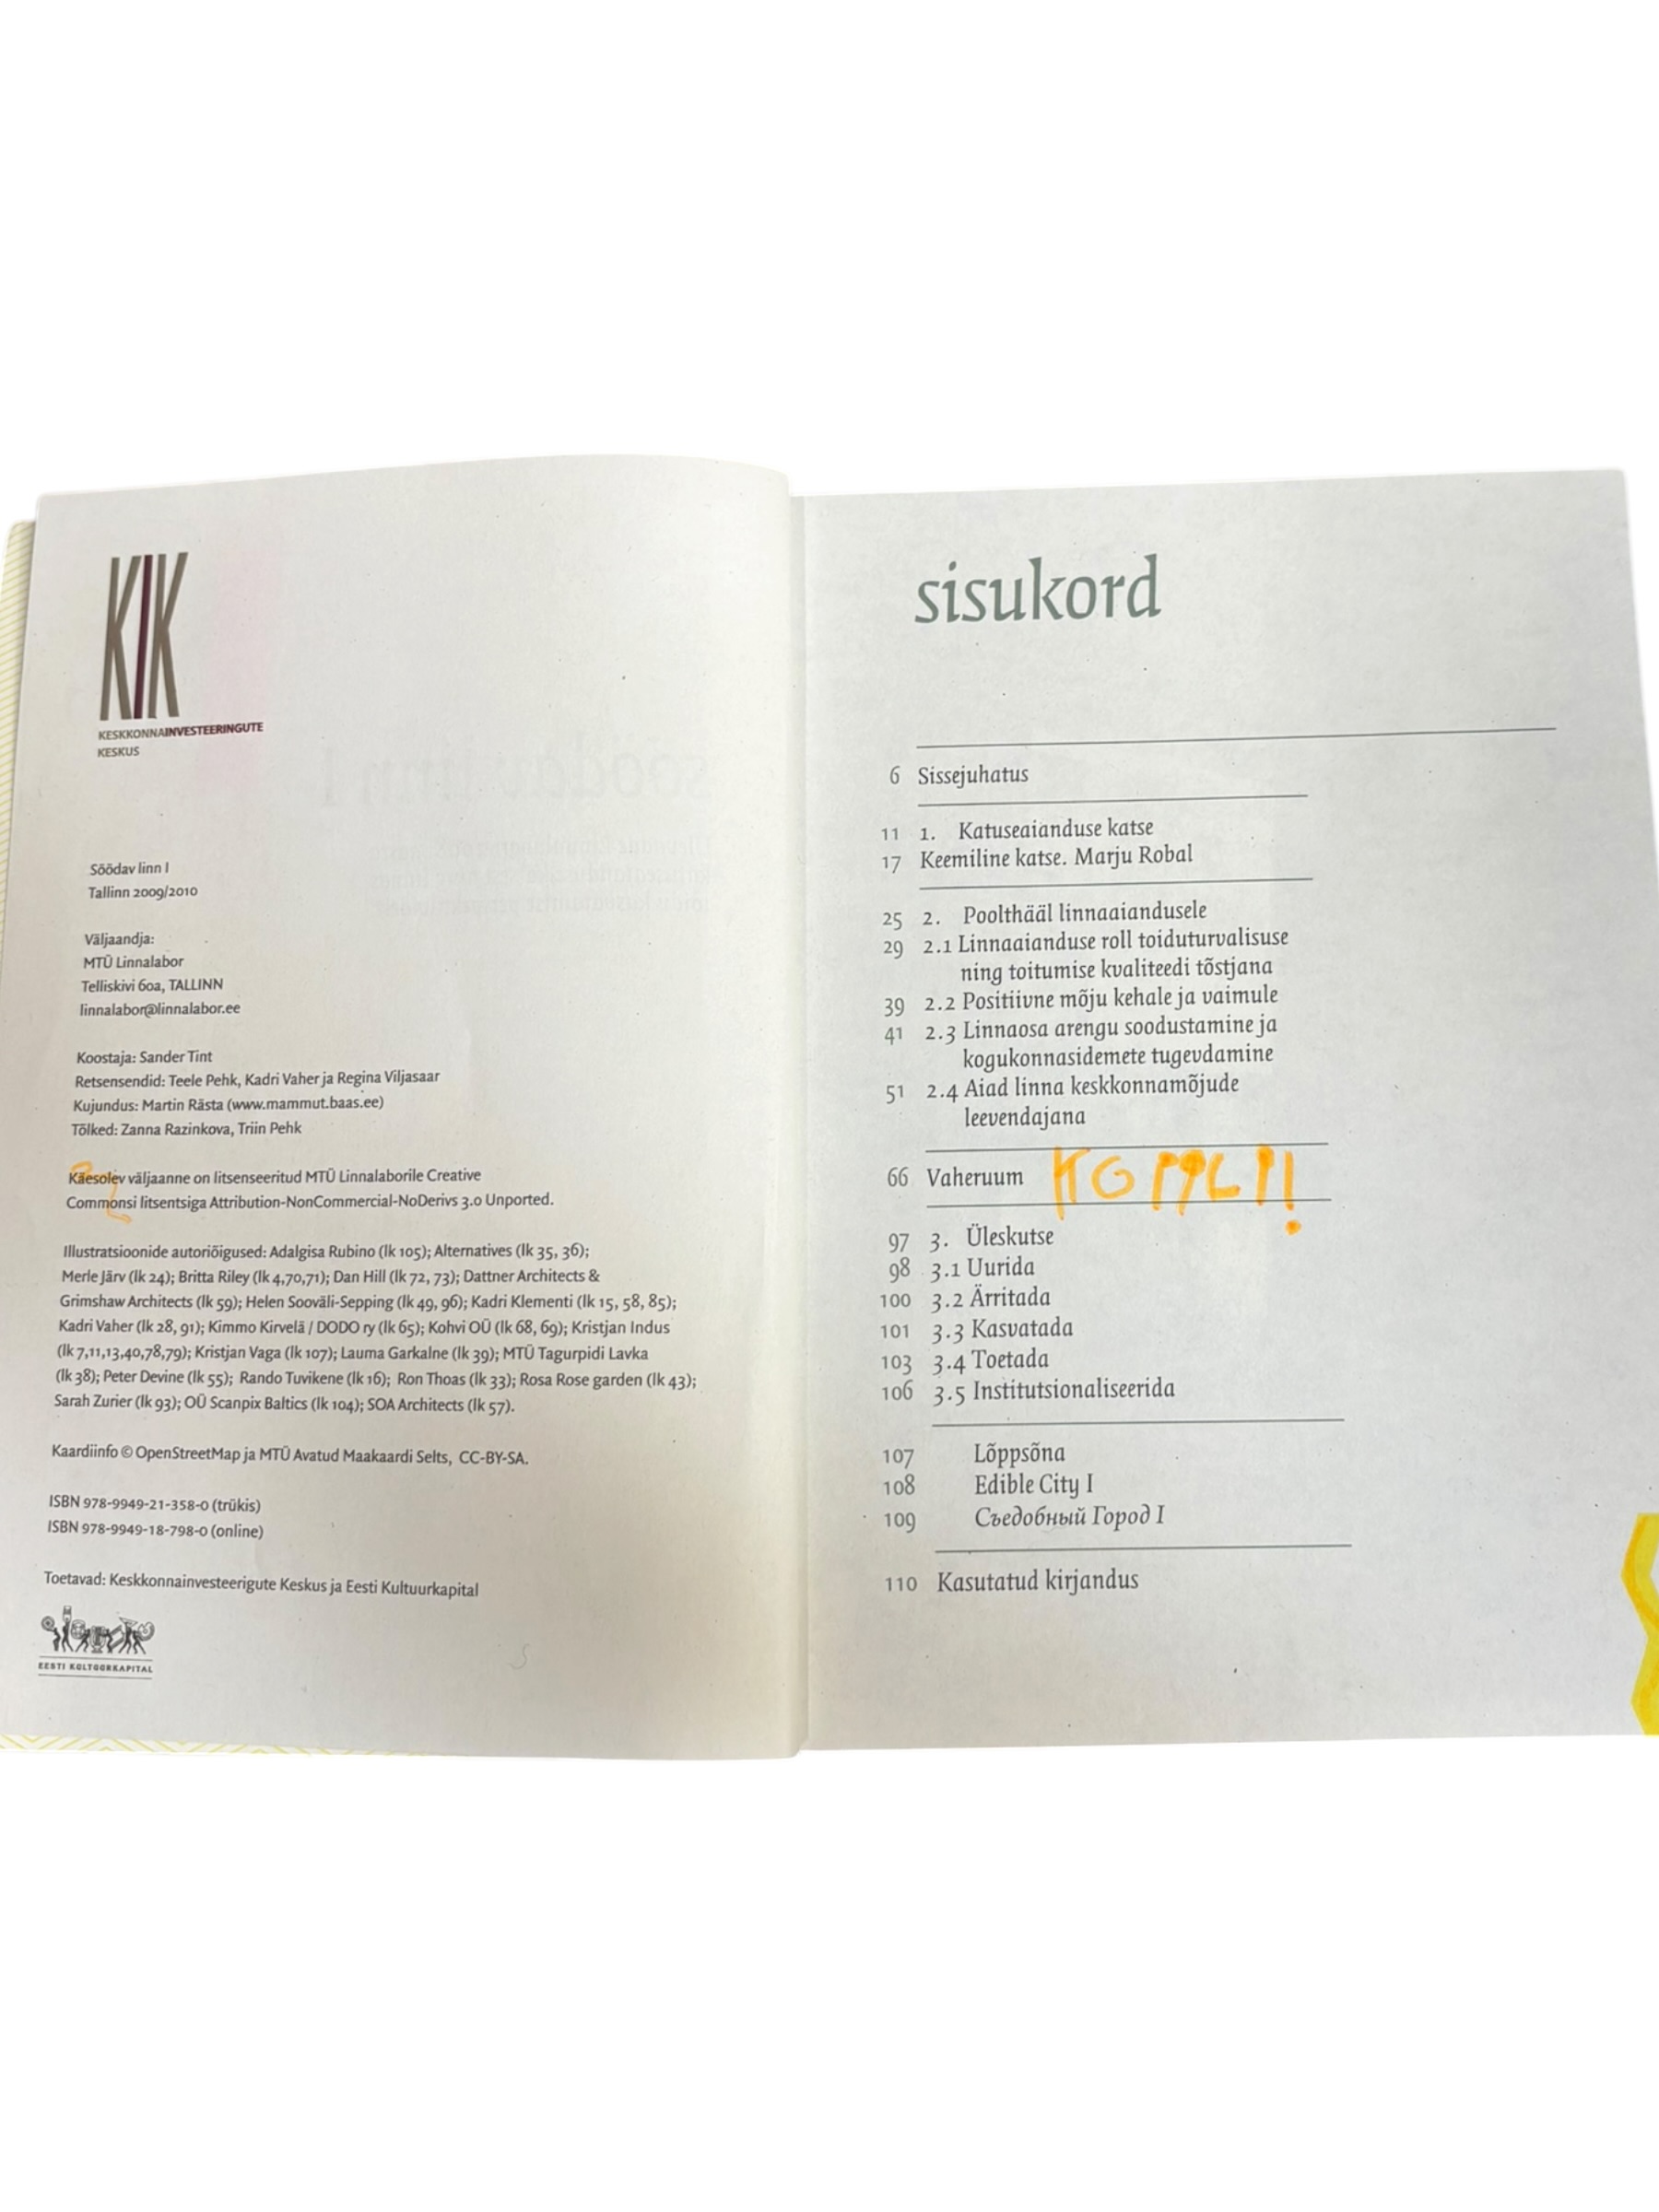 KIK
KESKKONNAINVESTEERINGUTE
KESKUS
Söödav linn I
Tallinn 2009/2010
Väljaandja:
MTÜ Linnalabor
Telliskivi 60a, TALLINN
linnalabor@linnalabor.ee
Koostaja: Sander Tint
Retsensendid: Teele Pehk, Kadri Vaher ja Regina Viljasaar
Kujundus: Martin Rästa (www.mammut.baas.ee)
Tõlked: Zanna Razinkova, Triin Pehk
Käesolev väljaanne on litsenseeritud MTÜ Linnalaborile Creative
Commonsi litsentsiga Attribution-NonCommercial-NoDerivs 3.0 Unported.
Illustratsioonide autoriõigused: Adalgisa Rubino (lk 105); Alternatives (lk 35, 36);
Merle Järv (lk 24); Britta Riley (lk 4,70,71); Dan Hill (lk 72, 73); Dattner Architects &
Grimshaw Architects (lk 59); Helen Sooväli-Sepping (lk 49, 96); Kadri Klementi (lk 15, 58, 85);
Kadri Vaher (lk 28, 91); Kimmo Kirvelä / DODO ry (lk 65); Kohvi OÜ (lk 68, 69); Kristjan Indus
(lk 7,11,13,40,78,79); Kristjan Vaga (lk 107); Lauma Garkalne (lk 39); MTÜ Tagurpidi Lavka
(lk 38); Peter Devine (lk 55); Rando Tuvikene (lk 16); Ron Thoas (lk 33); Rosa Rose garden (lk 43);
Sarah Zurier (lk 93); OÜ Scanpix Baltics (lk 104); SOA Architects (lk 57).
Kaardiinfo © OpenStreetMap ja MTÜ Avatud Maakaardi Selts, CC-BY-SA.
ISBN 978-9949-21-358-0 (trükis)
ISBN 978-9949-18-798-0 (online)
Toetavad: Keskkonnainvesteerigute Keskus ja Eesti Kultuurkapital
EESTI KULTUURKAPITAL
sisukord
6 Sissejuhatus
11 1. Katuseaianduse katse
17 Keemiline katse. Marju Robal
25 2. Poolthääl linnaaiandusele
29 2.1 Linnaaianduse roll toiduturvalisuse
ning toitumise kvaliteedi tõstjana
39 2.2 Positiivne mõju kehale ja vaimule
41 2.3 Linnaosa arengu soodustamine ja
kogukonnasidemete tugevdamine
51 2.4 Aiad linna keskkonnamõjude
leevendajana
66 Vaheruum
97 3. Üleskutse
98 3.1 Uurida
100 3.2 Ärritada
101 3.3 Kasvatada
103 3.4 Toetada
106 3.5 Institutsionaliseerida
107 Lõppsõna
108 Edible City I
109 Съедобный Город I
110 Kasutatud kirjandus